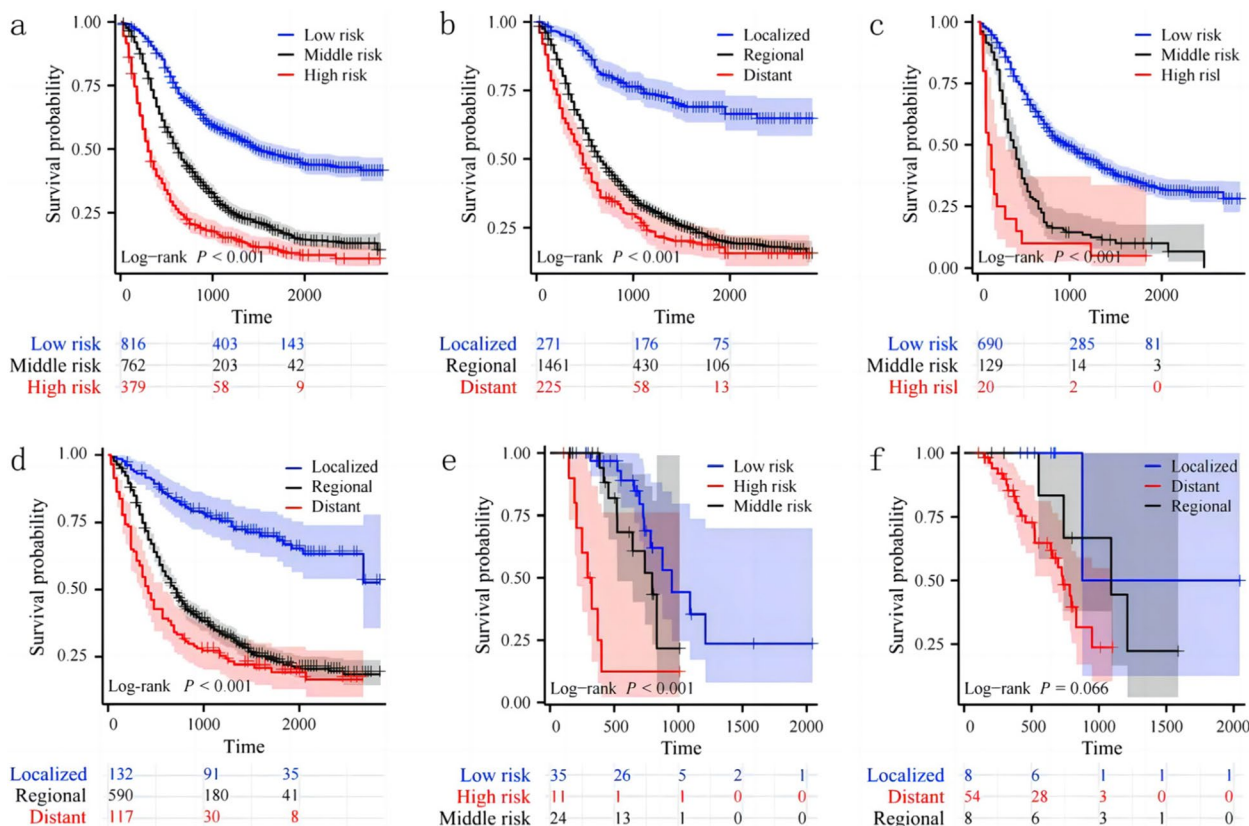 a
1.00
0.75
0.50
0.25
Survival probability
Low risk
Middle risk
High risk
Log-rank P < 0.001
0 1000 2000
Time
Low risk 816 403 143
Middle risk 762 203 42
High risk 379 58 9
b
1.00
0.75
0.50
0.25
Survival probability
Localized
Regional
Distant
Log-rank P < 0.001
0 1000 2000
Time
Localized 271 176 75
Regional 1461 430 106
Distant 225 58 13
c
1.00
0.75
0.50
0.25
0.00
Survival probability
Low risk
Middle risk
High risl
Log-rank P < 0.001
0 1000 2000
Time
Low risk 690 285 81
Middle risk 129 14 3
High risl 20 2 0
d
1.00
0.75
0.50
0.25
Survival probability
Localized
Regional
Distant
Log-rank P < 0.001
0 1000 2000
Time
Localized 132 91 35
Regional 590 180 41
Distant 117 30 8
e
1.00
0.75
0.50
0.25
0.00
Survival probability
Low risk
High risk
Middle risk
Log-rank P < 0.001
0 500 1000 1500 2000
Time
Low risk 35 26 5 2 1
High risk 11 1 1 0 0
Middle risk 24 13 1 0 0
f
1.00
0.75
0.50
0.25
Survival probability
Localized
Distant
Regional
Log-rank P = 0.066
0 500 1000 1500 2000
Time
Localized 8 6 1 1 1
Distant 54 28 3 0 0
Regional 8 6 3 1 0